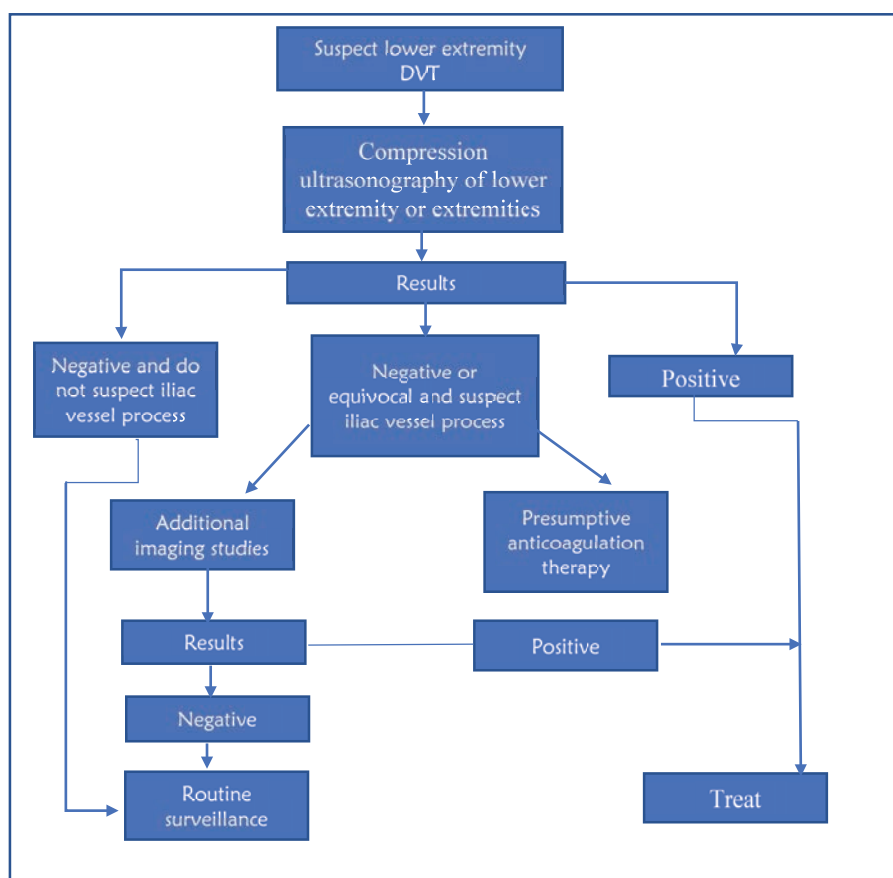 Suspect lower extremity
DVT
Compression
ultrasonography of lower
extremity or extremities
Results
Negative and do
not suspect iliac
vessel process
Negative or
equivocal and suspect
iliac vessel process
Positive
Additional
imaging studies
Presumptive
anticoagulation
therapy
Results
Positive
Negative
Routine
surveillance
Treat